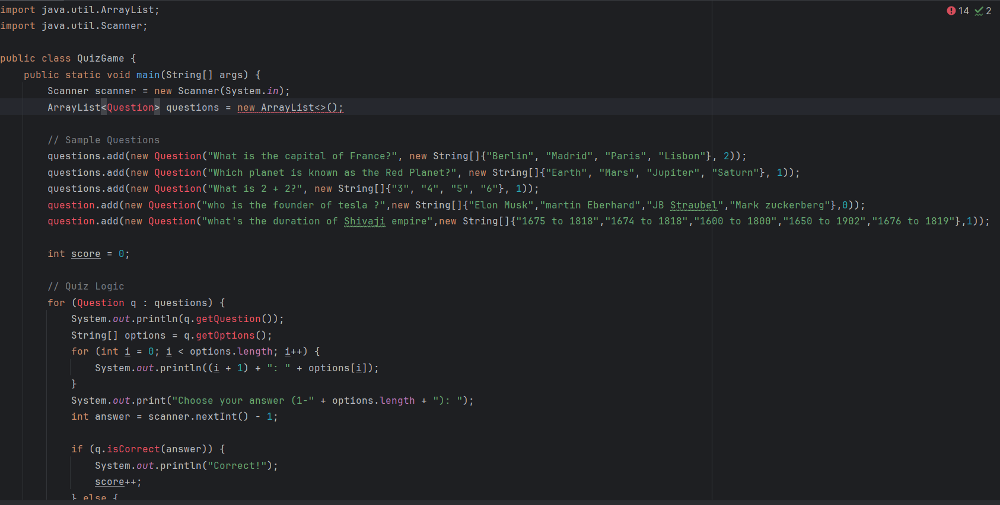 import java.util.ArrayList;
14 2
import java.util.Scanner;
public class QuizGame {
public static void main(String[] args) {
Scanner scanner = new Scanner(System.in);
ArrayList<Question> questions = new ArrayList<>();
// Sample Questions
questions.add(new Question("What is the capital of France?", new String[]{"Berlin", "Madrid", "Paris", "Lisbon"}, 2));
questions.add(new Question("Which planet is known as the Red Planet?", new String[]{"Earth", "Mars", "Jupiter", "Saturn"}, 1));
questions.add(new Question("What is 2 + 2?", new String[]{"3", "4", "5", "6"}, 1));
question.add(new Question("who is the founder of tesla ?",new String[]{"Elon Musk","martin Eberhard","JB Straubel","Mark zuckerberg"},0));
question.add(new Question("what's the duration of Shivaji empire",new String[]{"1675 to 1818","1674 to 1818","1600 to 1800","1650 to 1902","1676 to 1819"},1));
int score = 0;
// Quiz Logic
for (Question q : questions) {
System.out.println(q.getQuestion());
String[] options = q.getOptions();
for (int i = 0; i < options.length; i++) {
System.out.println((i + 1) + ": " + options[i]);
}
System.out.print("Choose your answer (1-" + options.length + "): ");
int answer = scanner.nextInt() - 1;
if (q.isCorrect(answer)) {
System.out.println("Correct!");
score++;
} else {